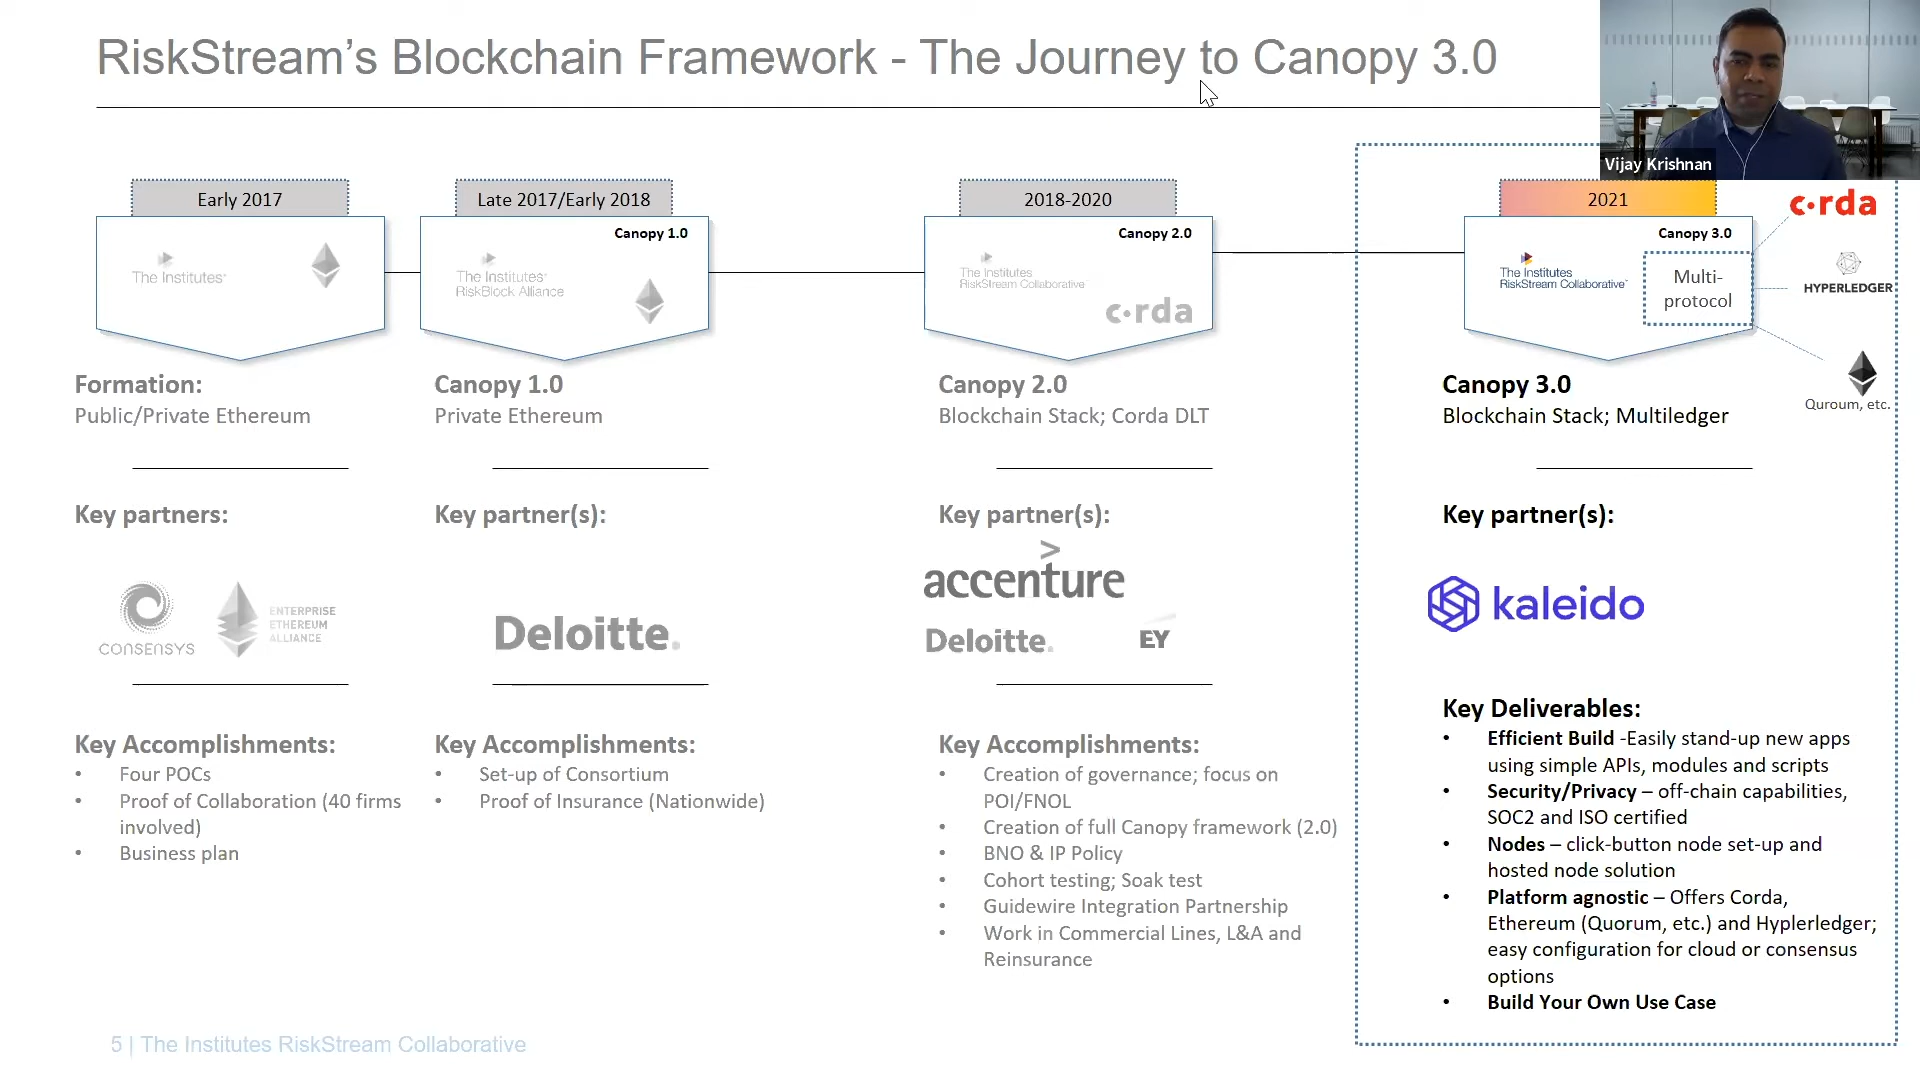 RiskStream's Blockchain Framework - The Journey to Canopy 3.0
Vijay Krishnan
Early 2017
The Institutes
Formation:
Public/Private Ethereum
Key partners:
CONSENSYS
ENTERPRISE
ETHEREUM
ALLIANCE
Key Accomplishments:
• Four POCs
• Proof of Collaboration (40 firms
involved)
• Business plan
Late 2017/Early 2018
Canopy 1.0
The Institutes
RiskBlock Alliance
Canopy 1.0
Private Ethereum
Key partner(s):
Deloitte.
Key Accomplishments:
• Set-up of Consortium
• Proof of Insurance (Nationwide)
2018-2020
Canopy 2.0
The Institutes
RiskStream Collaborative
c·rda
Canopy 2.0
Blockchain Stack; Corda DLT
Key partner(s):
accenture
Deloitte.
EY
Key Accomplishments:
• Creation of governance; focus on
POI/FNOL
• Creation of full Canopy framework (2.0)
• BNO & IP Policy
• Cohort testing; Soak test
• Guidewire Integration Partnership
• Work in Commercial Lines, L&A and
Reinsurance
2021
Canopy 3.0
The Institutes
RiskStream Collaborative™
Multi-
protocol
c·rda
HYPERLEDGER
Quroum, etc.
Canopy 3.0
Blockchain Stack; Multiledger
Key partner(s):
kaleido
Key Deliverables:
• Efficient Build -Easily stand-up new apps
using simple APIs, modules and scripts
• Security/Privacy – off-chain capabilities,
SOC2 and ISO certified
• Nodes – click-button node set-up and
hosted node solution
• Platform agnostic – Offers Corda,
Ethereum (Quorum, etc.) and Hyplerledger;
easy configuration for cloud or consensus
options
• Build Your Own Use Case
5 | The Institutes RiskStream Collaborative